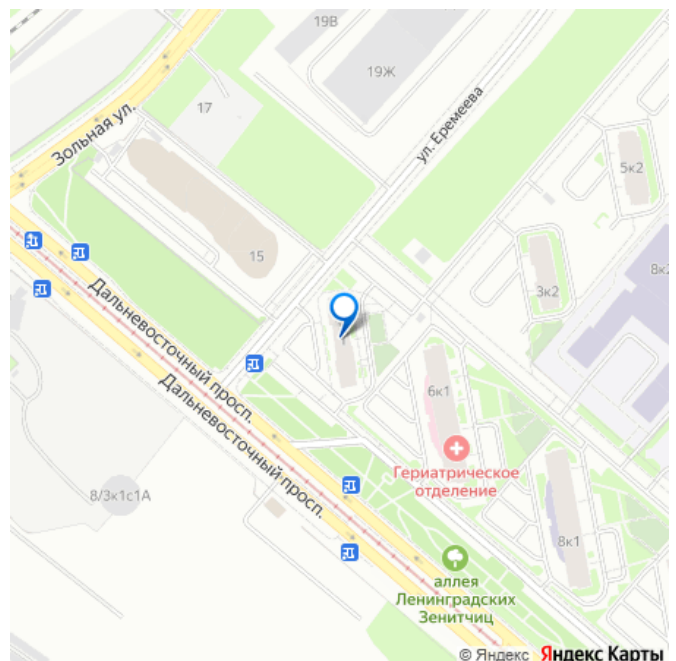 19В
19Ж
17
Зольная ул.
ул. Еремеева
5к2
15
8к2
3к2
Дальневосточный просп.
Дальневосточный просп.
6к1
Гериатрическое
отделение
8/3к1с1А
8к1
аллея
Ленинградских
Зенитчиц
© Яндекс Яндекс Карты